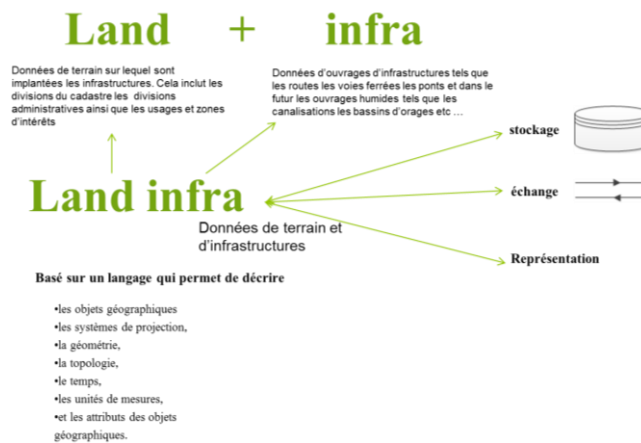 Land + infra
Données de terrain sur lequel sont
implantées les infrastructures. Cela inclut les
divisions du cadastre les divisions
administratives ainsi que les usages et zones
d'intérêts
Données d'ouvrages d'infrastructures tels que
les routes les voies ferrées les ponts et dans le
futur les ouvrages humides tels que les
canalisations les bassins d'orages etc ...
stockage
échange
Représentation
Land infra
Données de terrain et
d'infrastructures
Basé sur un langage qui permet de décrire
•les objets géographiques
•les systèmes de projection,
•la géométrie,
•la topologie,
•le temps,
•les unités de mesures,
•et les attributs des objets
géographiques.